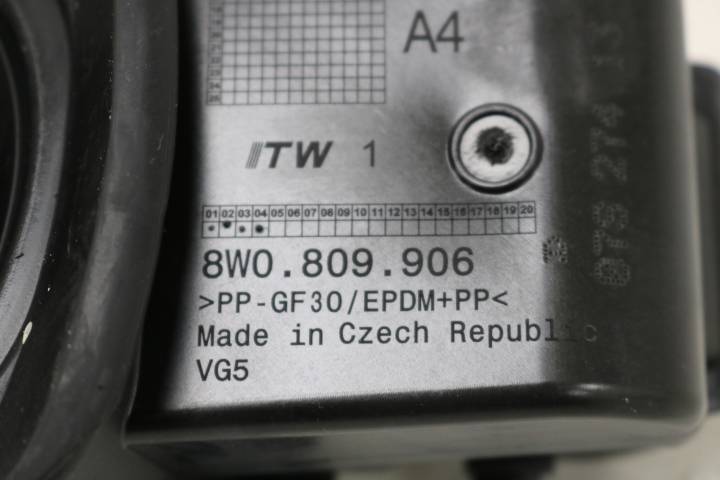 A4
ITW 1
01 02 03 04 05 06 07 08 09 10 11 12 13 14 15 16 17 18 19 20
8W0.809.906
>PP-GF30/EPDM+PP<
Made in Czech Republic
VG5